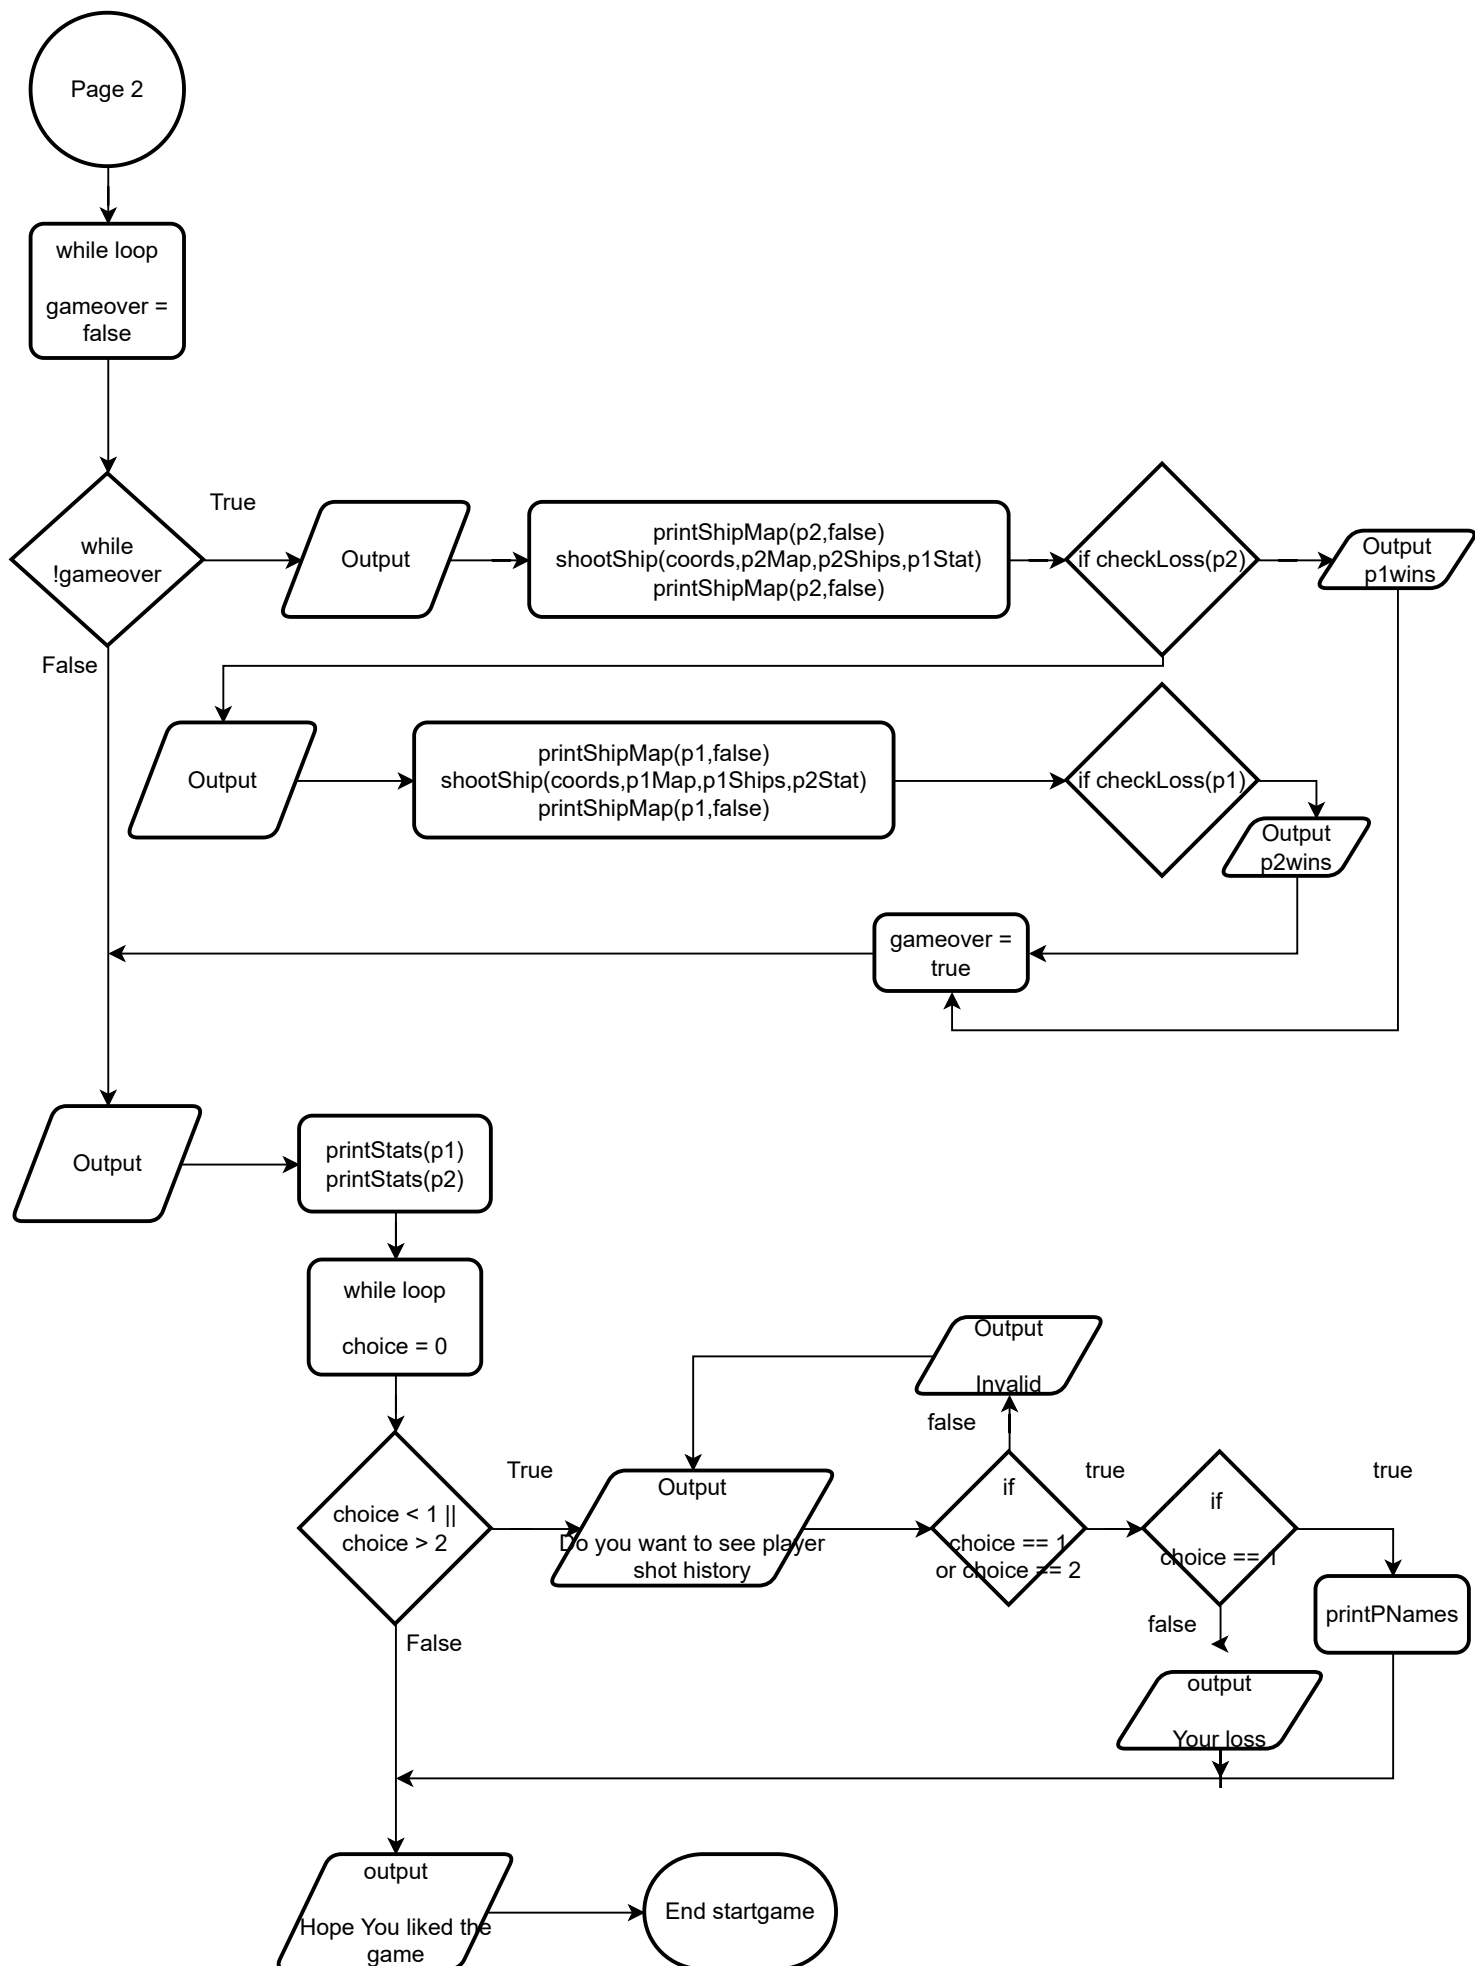 Page 2
while loop
gameover =
false
while
!gameover
True
False
Output
printShipMap(p2,false)
shootShip(coords,p2Map,p2Ships,p1Stat)
printShipMap(p2,false)
if checkLoss(p2)
Output
p1wins
Output
printShipMap(p1,false)
shootShip(coords,p1Map,p1Ships,p2Stat)
printShipMap(p1,false)
if checkLoss(p1)
Output
p2wins
gameover =
true
Output
printStats(p1)
printStats(p2)
while loop
choice = 0
choice < 1 ||
choice > 2
True
False
Output
Do you want to see player
shot history
Output
Invalid
false
if
choice == 1
or choice == 2
true
if
choice == 1
true
false
printPNames
output
Your loss
output
Hope You liked the
game
End startgame